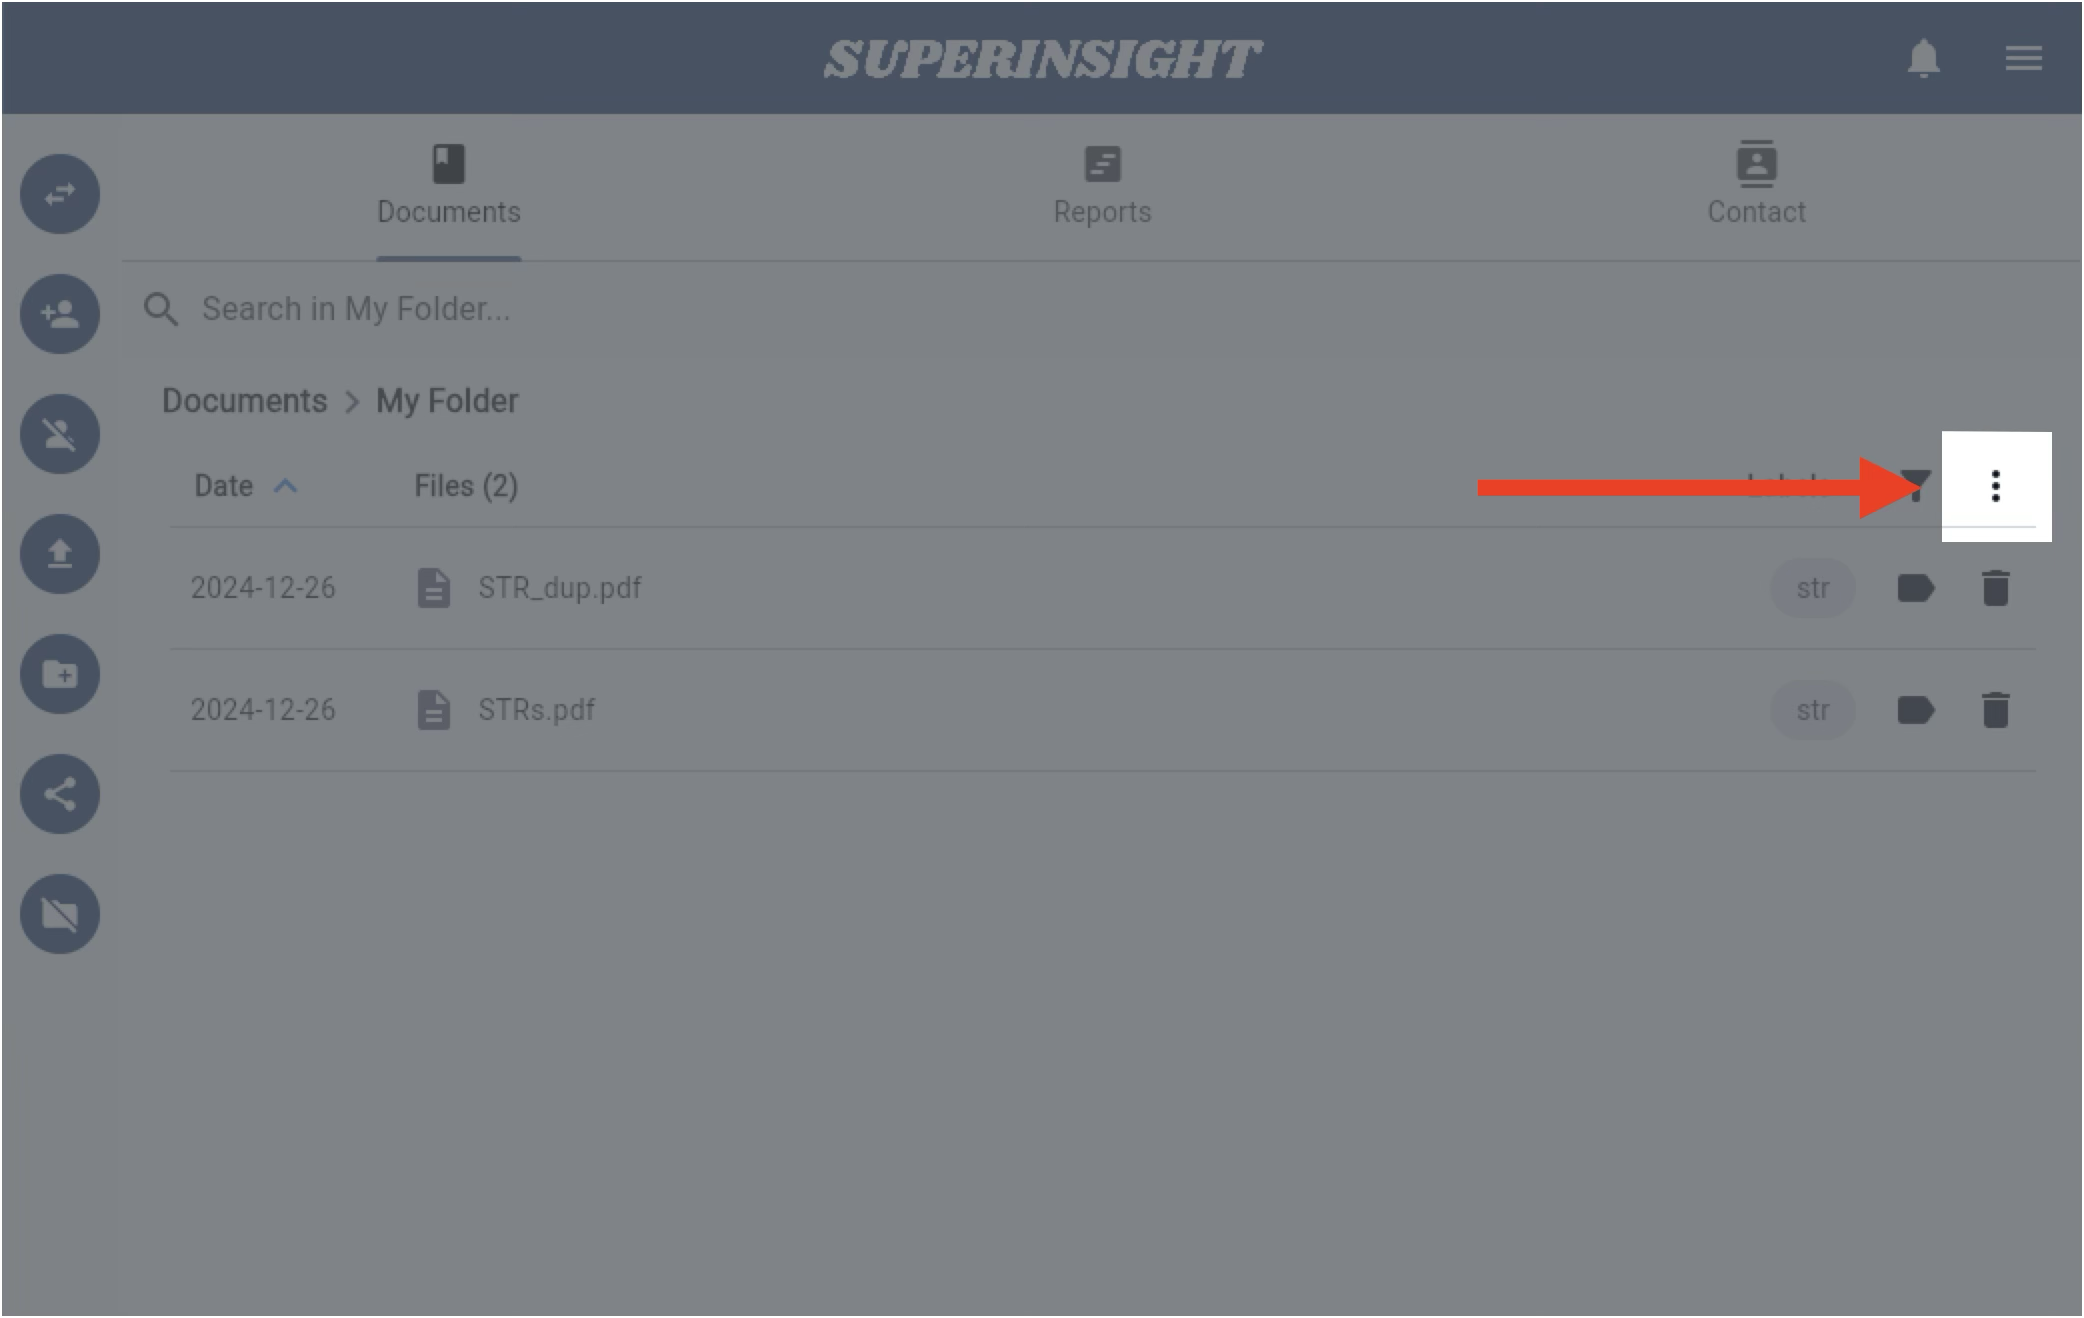 SUPERINSIGHT
Documents Reports Contact
Search in My Folder...
Documents > My Folder
Date Files (2) Labels
2024-12-26 STR_dup.pdf str
2024-12-26 STRs.pdf str